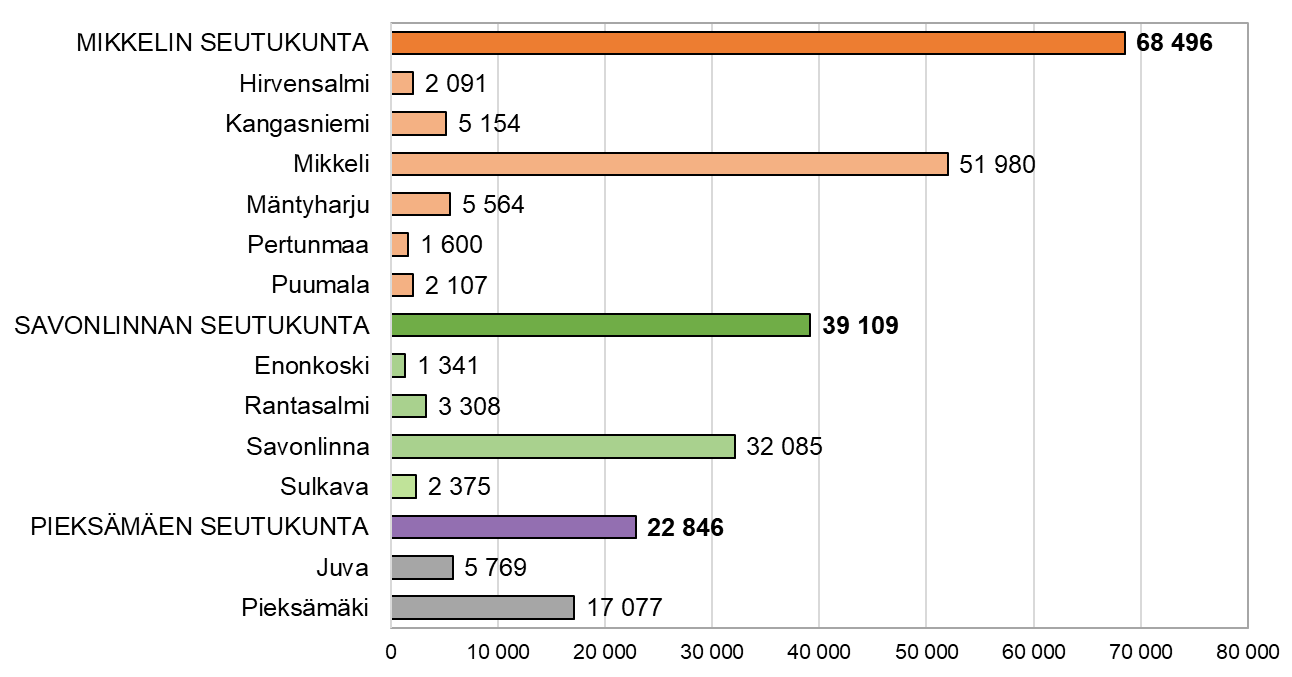 MIKKELIN SEUTUKUNTA 68 496
Hirvensalmi 2 091
Kangasniemi 5 154
Mikkeli 51 980
Mäntyharju 5 564
Pertunmaa 1 600
Puumala 2 107
SAVONLINNAN SEUTUKUNTA 39 109
Enonkoski 1 341
Rantasalmi 3 308
Savonlinna 32 085
Sulkava 2 375
PIEKSÄMÄEN SEUTUKUNTA 22 846
Juva 5 769
Pieksämäki 17 077
0 10 000 20 000 30 000 40 000 50 000 60 000 70 000 80 000